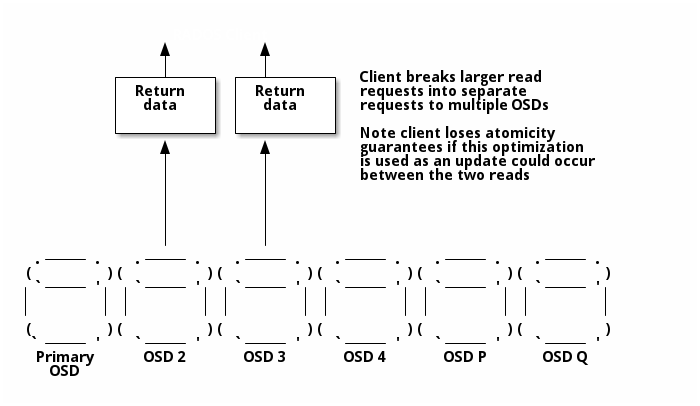 Return
data
Return
data
Client breaks larger read
requests into separate
requests to multiple OSDs
Note client loses atomicity
guarantees if this optimization
is used as an update could occur
between the two reads
Primary
OSD
OSD 2
OSD 3
OSD 4
OSD P
OSD Q